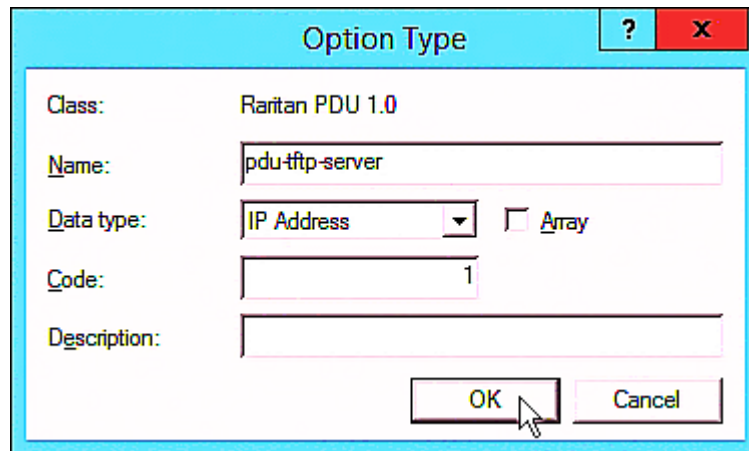 Option Type ? x
Class: Raritan PDU 1.0
Name: pdu-tftp-server
Data type: IP Address Array
Code: 1
Description:
OK Cancel